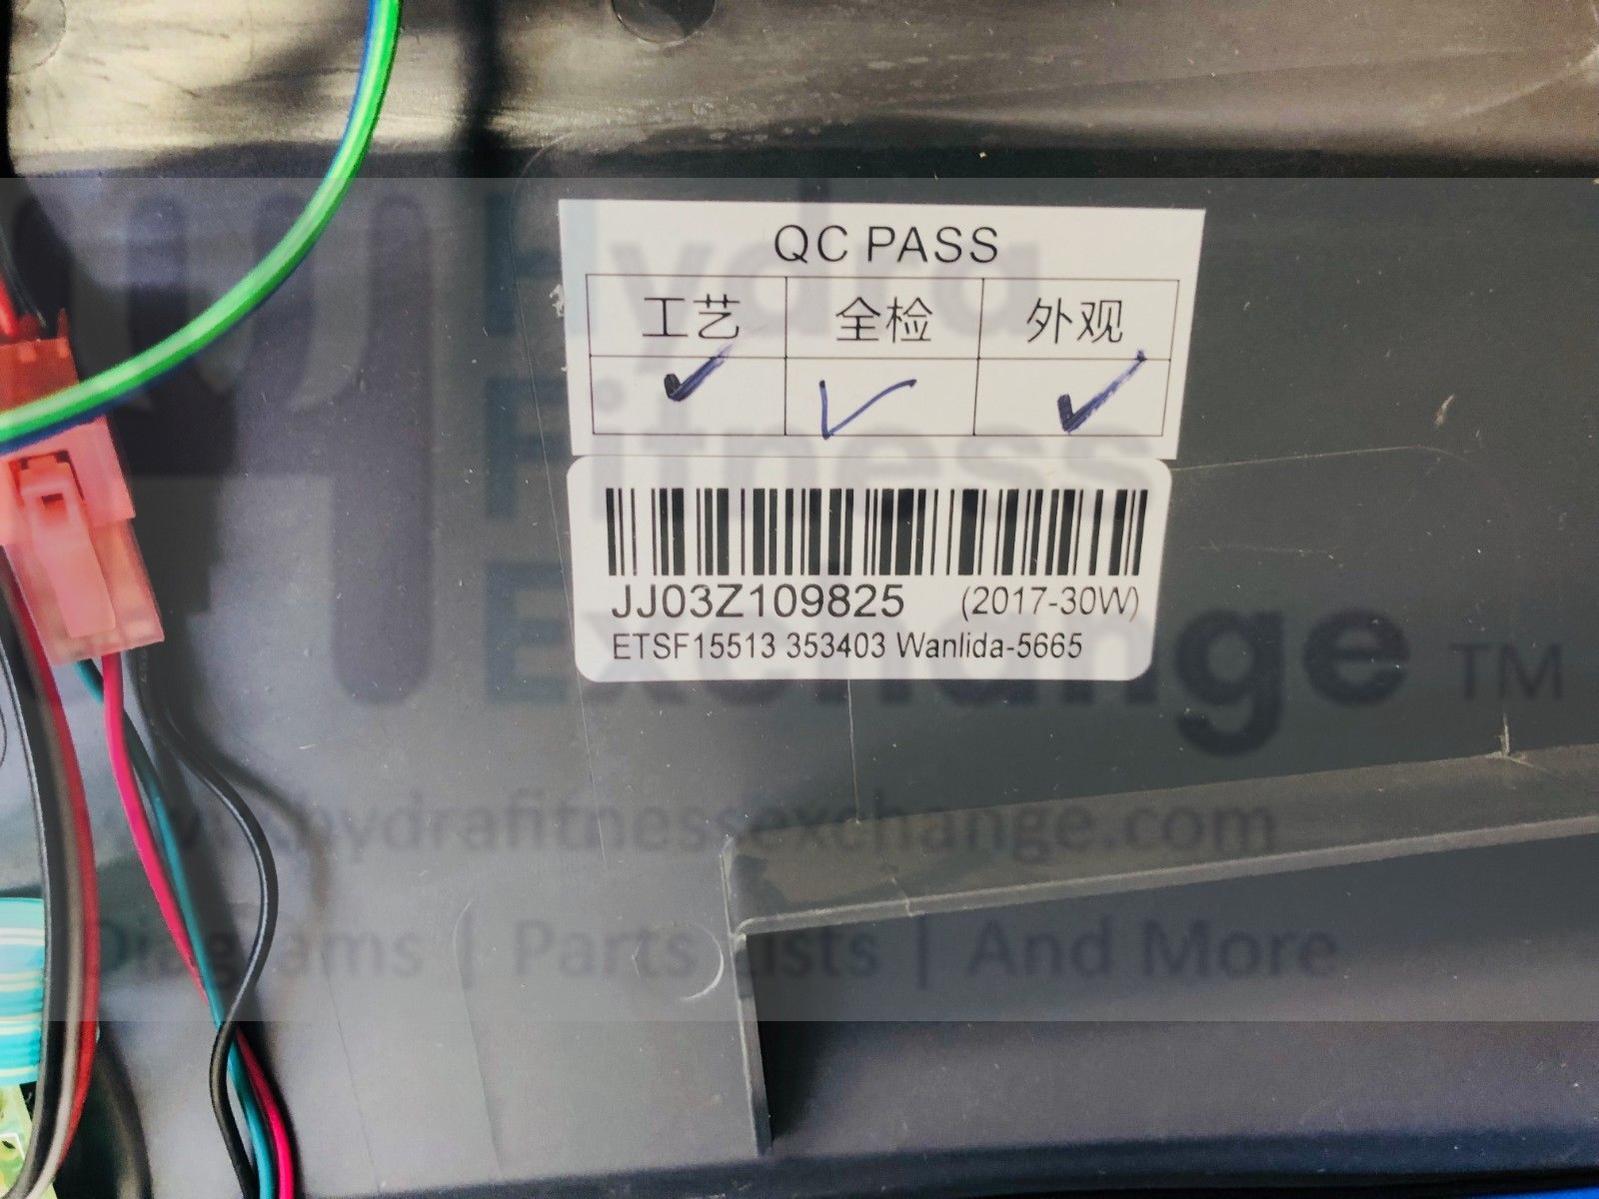 QC PASS
工艺 全检 外观
JJ03Z109825 (2017-30W)
ETSF15513 353403 Wanlida-5665
Hydra
Fitness
Exchange TM
www.hydrafitnessexchange.com
Diagrams | Parts Lists | And More